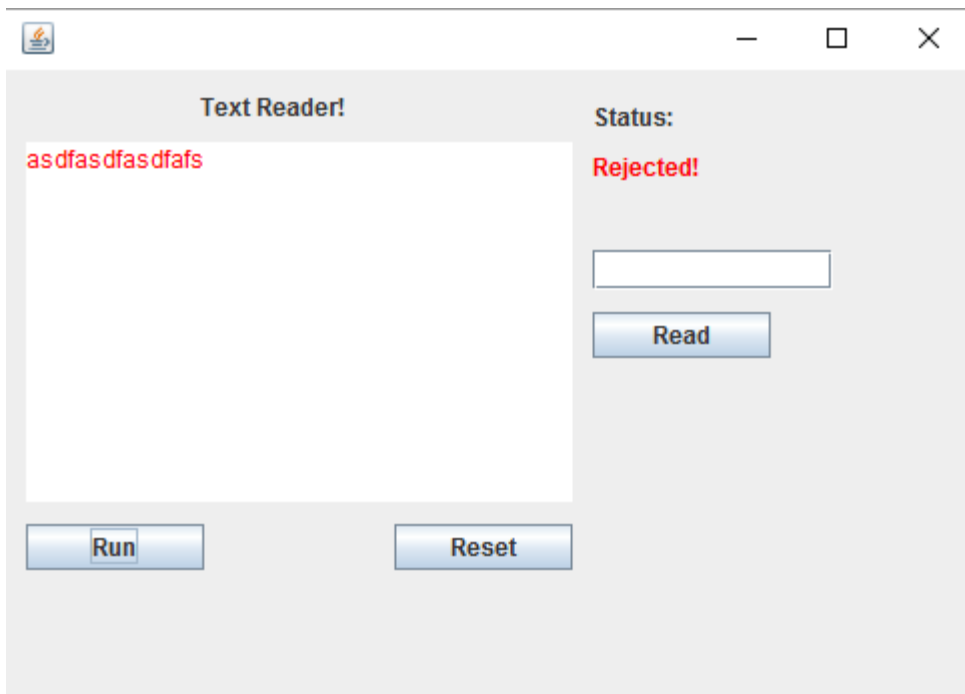 Text Reader!
asdfasdfasdfafs
Run
Reset
Status:
Rejected!
Read